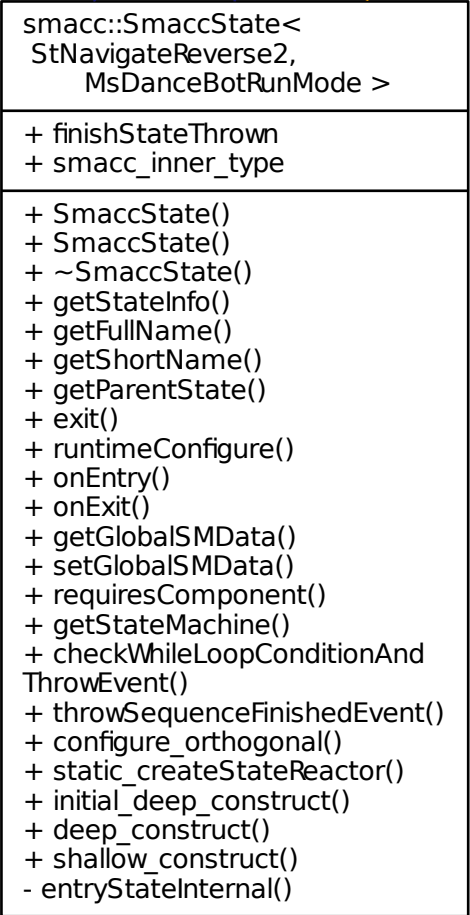 smacc::SmaccState<
StNavigateReverse2,
MsDanceBotRunMode >
+ finishStateThrown
+ smacc_inner_type
+ SmaccState()
+ SmaccState()
+ ~SmaccState()
+ getStateInfo()
+ getFullName()
+ getShortName()
+ getParentState()
+ exit()
+ runtimeConfigure()
+ onEntry()
+ onExit()
+ getGlobalSMData()
+ setGlobalSMData()
+ requiresComponent()
+ getStateMachine()
+ checkWhileLoopConditionAnd
ThrowEvent()
+ throwSequenceFinishedEvent()
+ configure_orthogonal()
+ static_createStateReactor()
+ initial_deep_construct()
+ deep_construct()
+ shallow_construct()
- entryStateInternal()